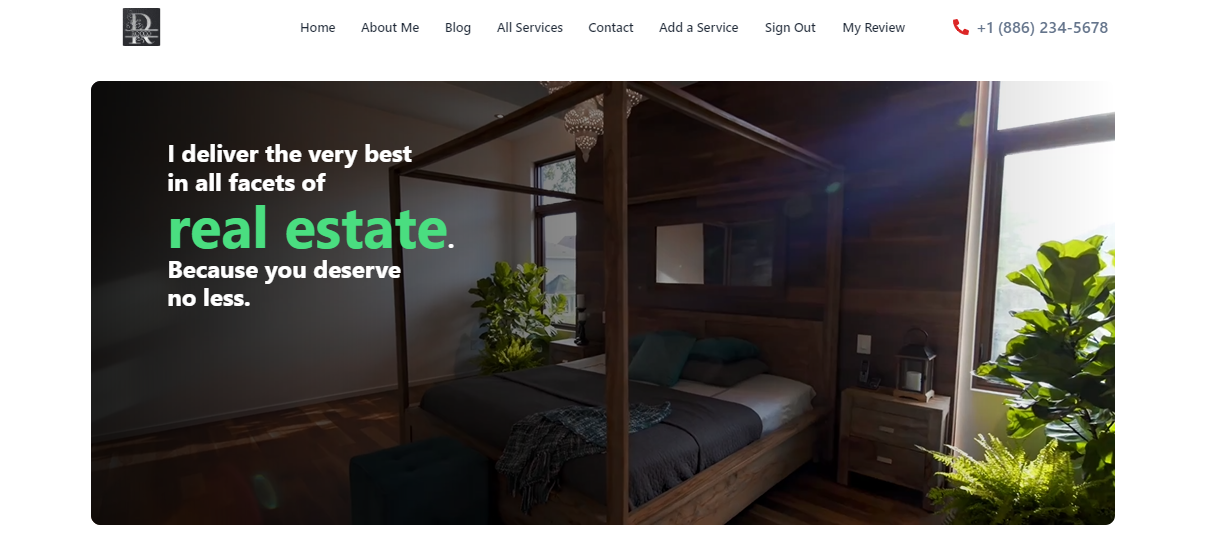 Home About Me Blog All Services Contact Add a Service Sign Out My Review +1 (886) 234-5678
I deliver the very best
in all facets of
real estate.
Because you deserve
no less.